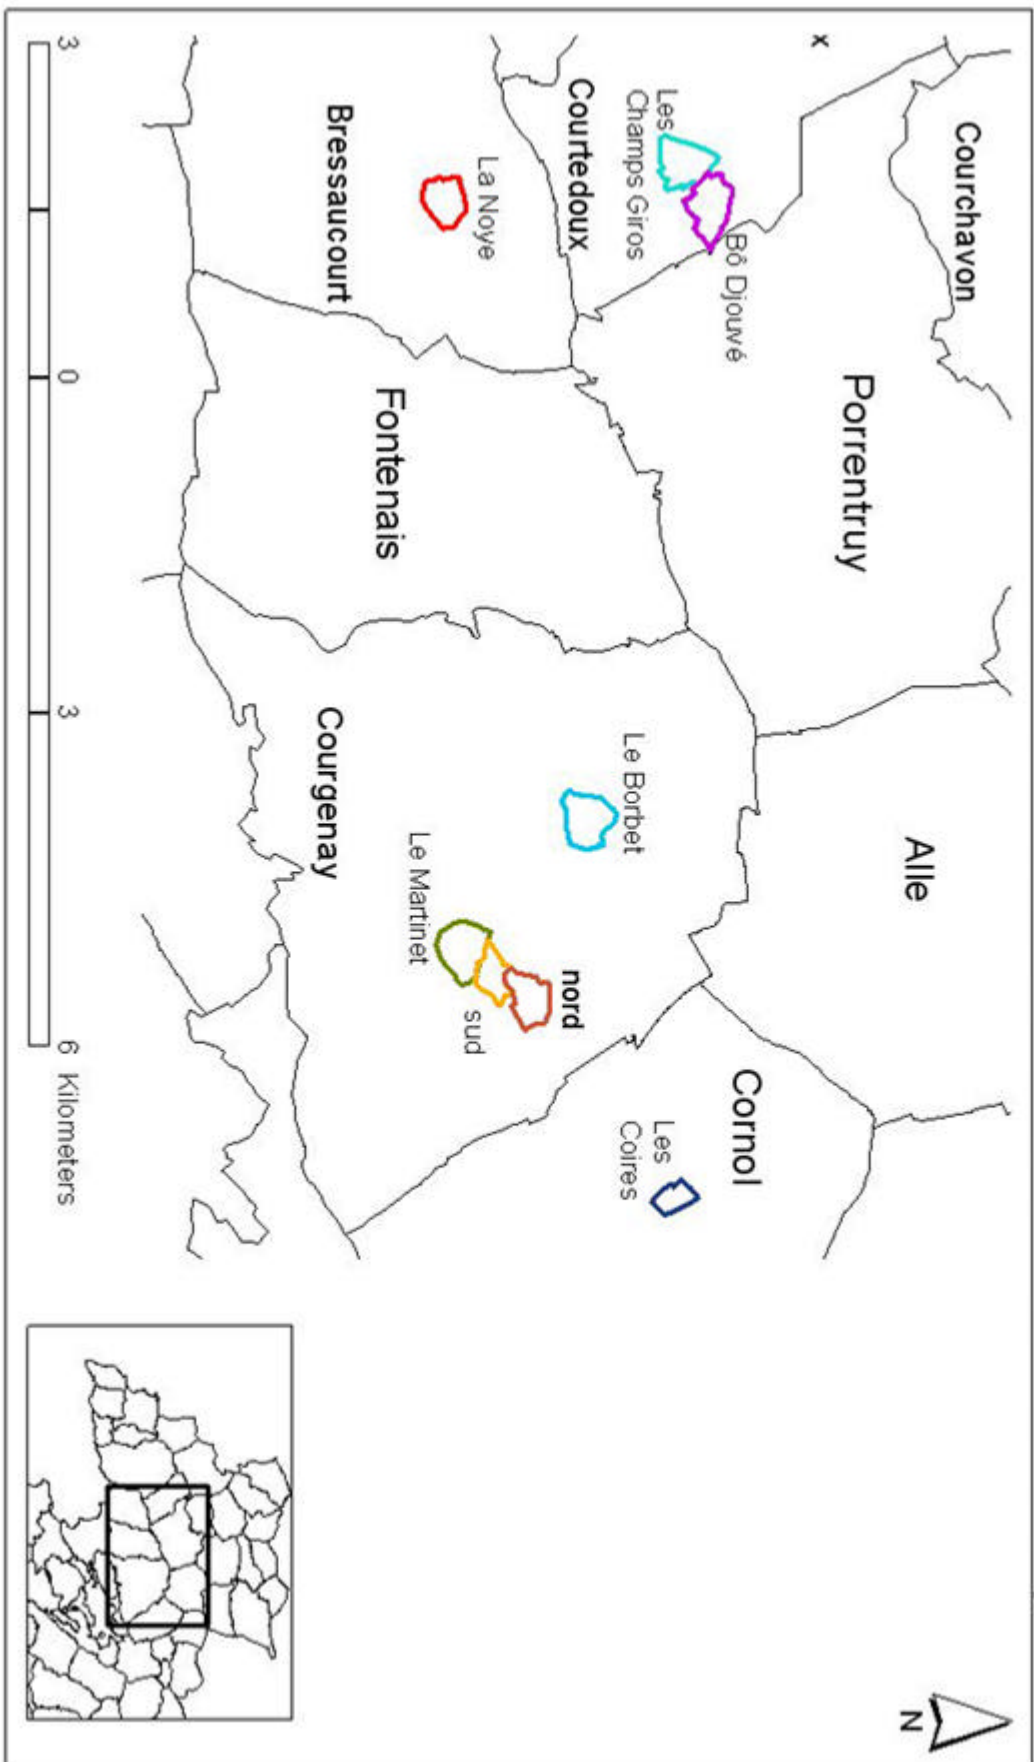 x
Courchavon
Porrentruy
Alle
Bô Djouvé
Les
Champs Giros
Courtedoux
Cornol
Les
Coires
Le Borbet
nord
sud
La Noye
Le Martinet
Bressaucourt
Fontenais
Courgenay
3 0 3 6 Kilometers
N